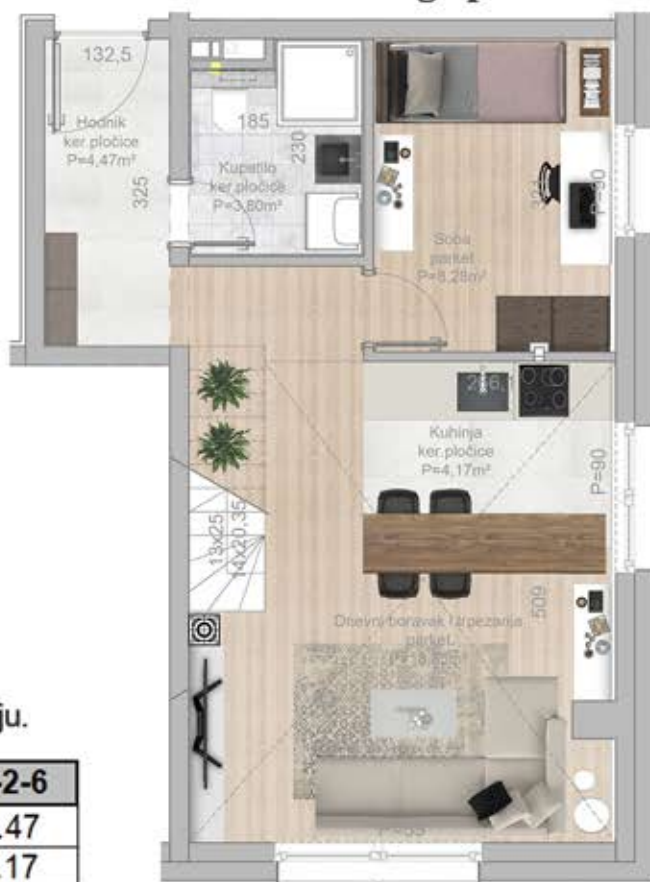 132,5
Hodnik
ker.pločice
P=4,47m²
325
185
230
Kupatilo
ker.pločice
P=3,80m²
Soba
parket
P=8,28m²
P=90
Kuhinja
ker.pločice
P=4,17m²
P=90
13x25
14x20,35
509
Dnevni boravak i trpezarija
parket
ju.
-2-6
.47
.17